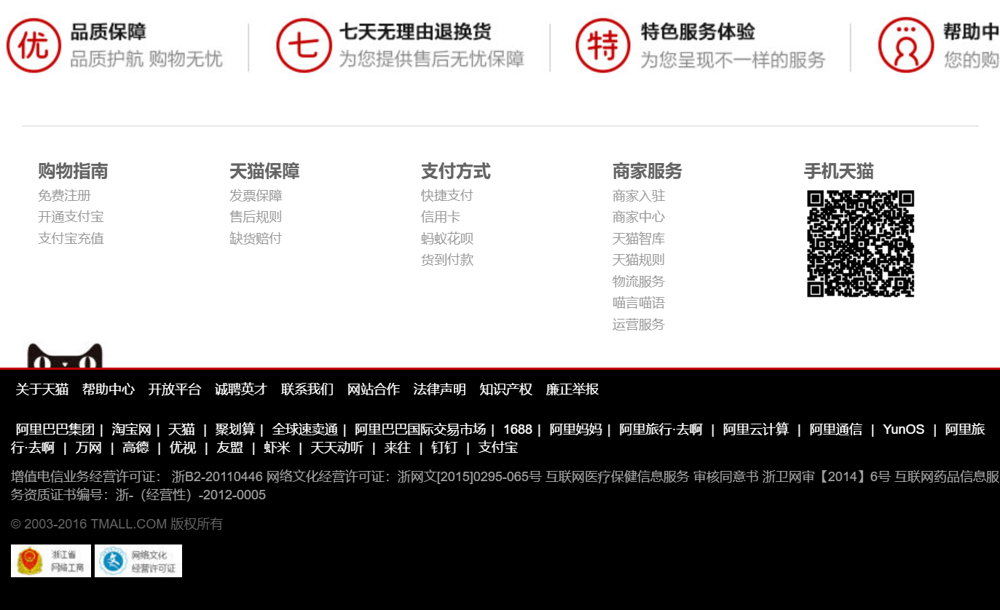 优 品质保障 七 七天无理由退换货 特 特色服务体验 帮助中
品质护航 购物无忧 为您提供售后无忧保障 为您呈现不一样的服务 您的购
购物指南
免费注册
开通支付宝
支付宝充值
天猫保障
发票保障
售后规则
缺货赔付
支付方式
快捷支付
信用卡
蚂蚁花呗
货到付款
商家服务
商家入驻
商家中心
天猫智库
天猫规则
物流服务
喵言喵语
运营服务
手机天猫
关于天猫 帮助中心 开放平台 诚聘英才 联系我们 网站合作 法律声明 知识产权 廉正举报
阿里巴巴集团 | 淘宝网 | 天猫 | 聚划算 | 全球速卖通 | 阿里巴巴国际交易市场 | 1688 | 阿里妈妈 | 阿里旅行·去啊 | 阿里云计算 | 阿里通信 | YunOS | 阿里旅
行·去啊 | 万网 | 高德 | 优视 | 友盟 | 虾米 | 天天动听 | 来往 | 钉钉 | 支付宝
增值电信业务经营许可证： 浙B2-20110446 网络文化经营许可证：浙网文[2015]0295-065号 互联网医疗保健信息服务 审核同意书 浙卫网审【2014】6号 互联网药品信息服
务资质证书编号：浙-（经营性）-2012-0005
© 2003-2016 TMALL.COM 版权所有
浙江省
网络工商
网络文化
经营许可证